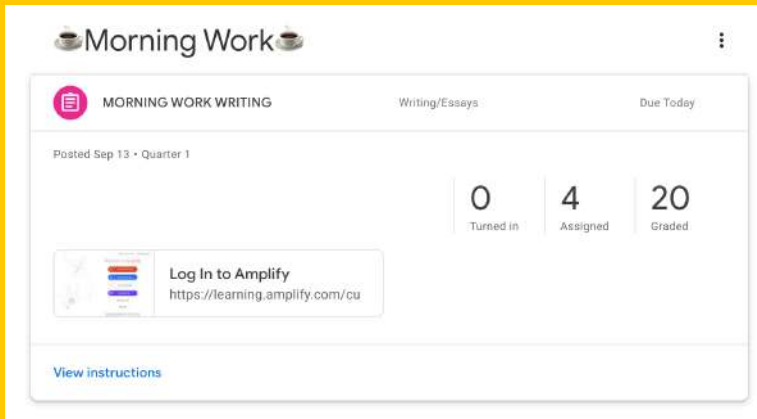 ☕Morning Work☕
MORNING WORK WRITING Writing/Essays Due Today
Posted Sep 13 • Quarter 1
0 4 20
Turned in Assigned Graded
Log In to Amplify
https://learning.amplify.com/cu
View instructions